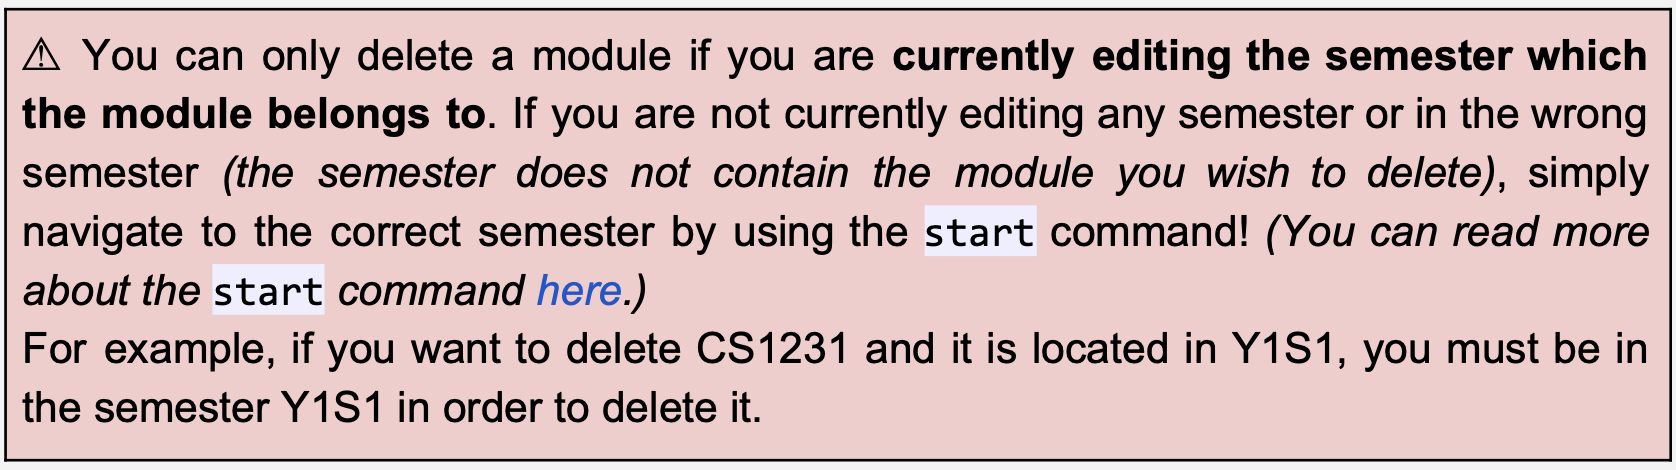 ⚠ You can only delete a module if you are currently editing the semester which
the module belongs to. If you are not currently editing any semester or in the wrong
semester (the semester does not contain the module you wish to delete), simply
navigate to the correct semester by using the start command! (You can read more
about the start command here.)
For example, if you want to delete CS1231 and it is located in Y1S1, you must be in
the semester Y1S1 in order to delete it.